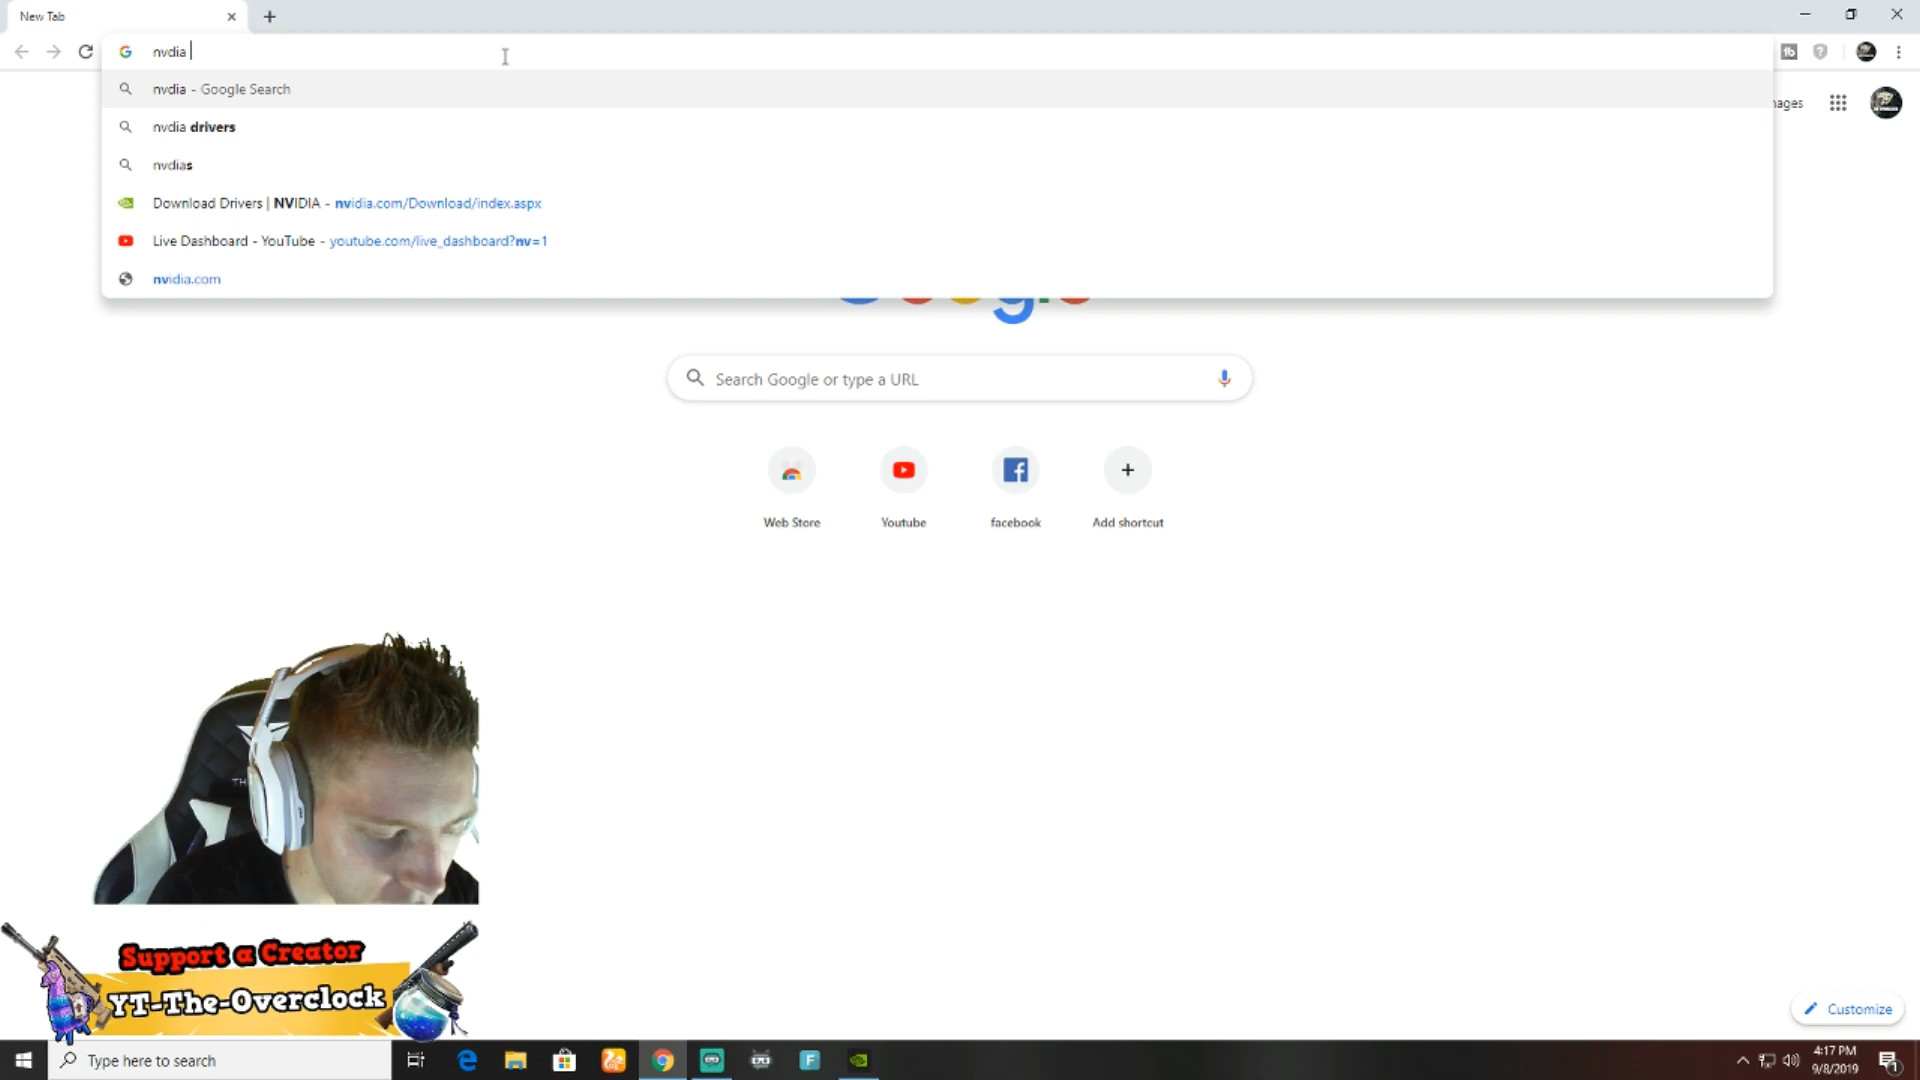 New Tab
nvdia
nvdia - Google Search
nvdia drivers
nvdias
Download Drivers | NVIDIA - nvidia.com/Download/index.aspx
Live Dashboard - YouTube - youtube.com/live_dashboard?nv=1
nvidia.com
Search Google or type a URL
Web Store
Youtube
facebook
Add shortcut
Support a Creator
YT-The-Overclock
Customize
Type here to search
4:17 PM
9/8/2019